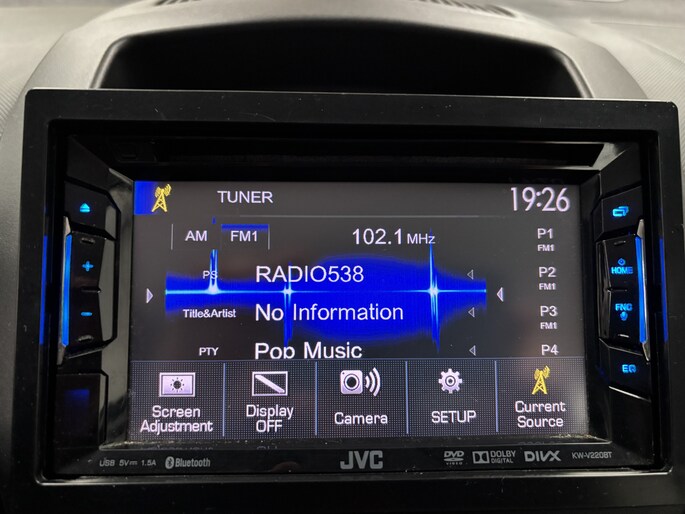 TUNER 19:26
AM FM1 102.1 MHz P1
FM1
PS RADIO538 P2
FM1
Title&Artist No Information P3
FM1
PTY Pop Music P4
Screen Adjustment
Display OFF
Camera
SETUP
Current Source
HOME
FNC
EQ
USB 5V 1.5A Bluetooth JVC DVD VIDEO DOLBY DIGITAL DIVX KW-V220BT